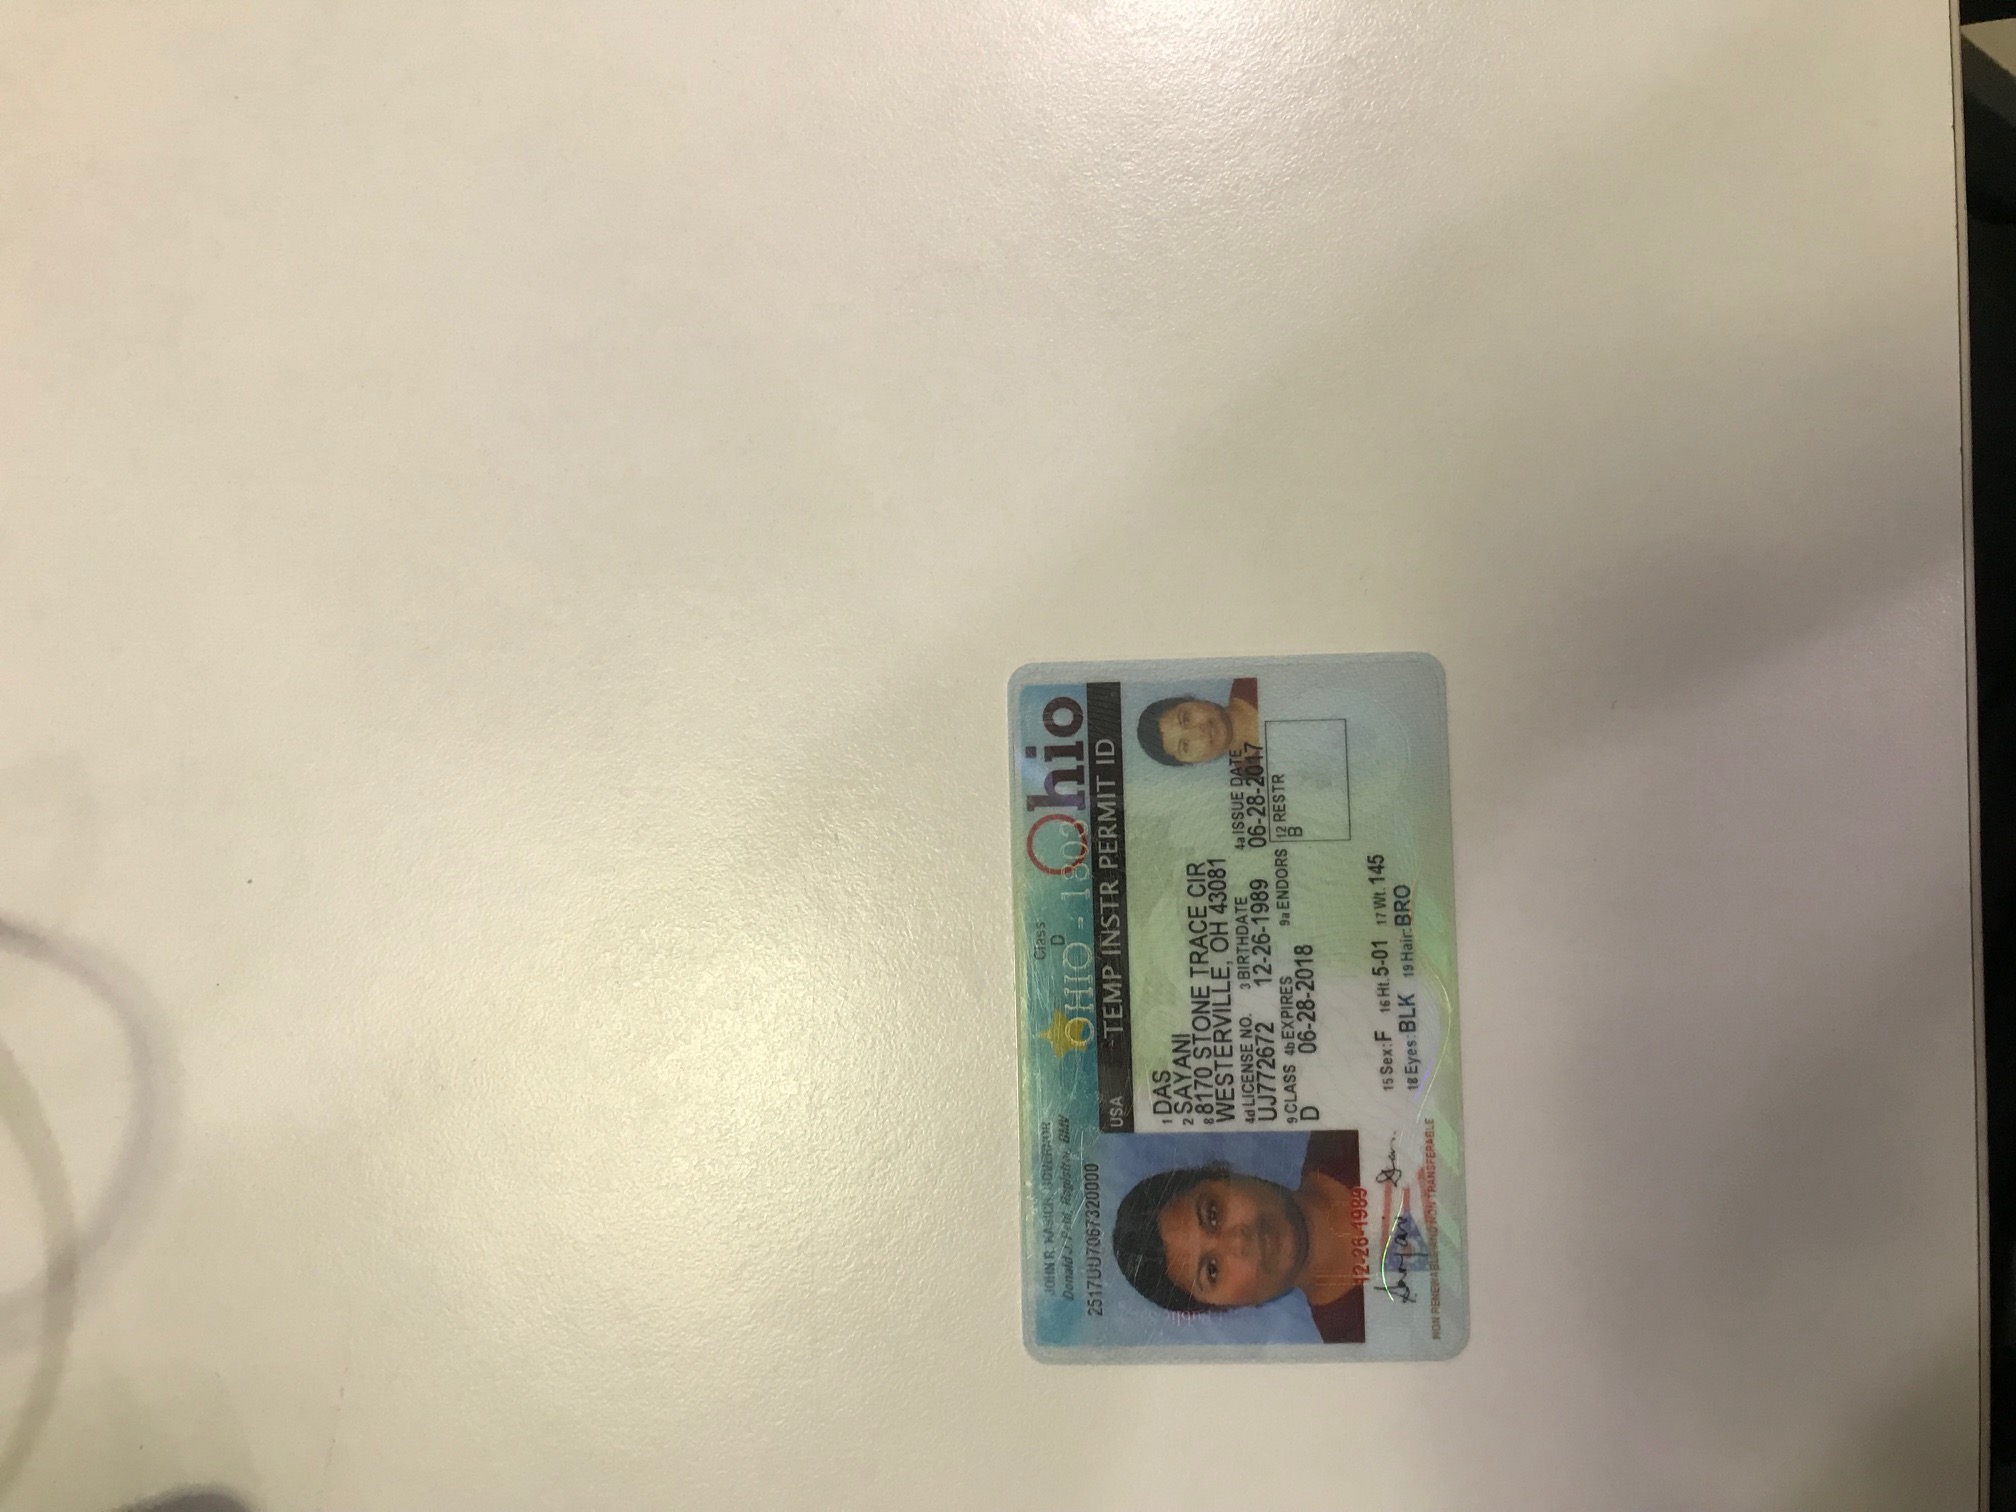 JOHN R. KASICH, GOVERNOR
Donald J. Petit, Registrar, BMV
2517UU7067320000
Class
D
OHIO - 1803
Ohio
USA
TEMP INSTR PERMIT ID
1 DAS
2 SAYANI
8 8170 STONE TRACE CIR
WESTERVILLE, OH 43081
4d LICENSE NO. 3 BIRTHDATE 4a ISSUE DATE
UJ772672 12-26-1989 06-28-2017
9 CLASS 4b EXPIRES 9a ENDORS 12 RESTR
D 06-28-2018 B
12-26-1989
Sayani Das.
15 Sex: F 16 Ht. 5-01 17 Wt. 145
18 Eyes: BLK 19 Hair: BRO
NON RENEWABLE AND NON TRANSFERABLE